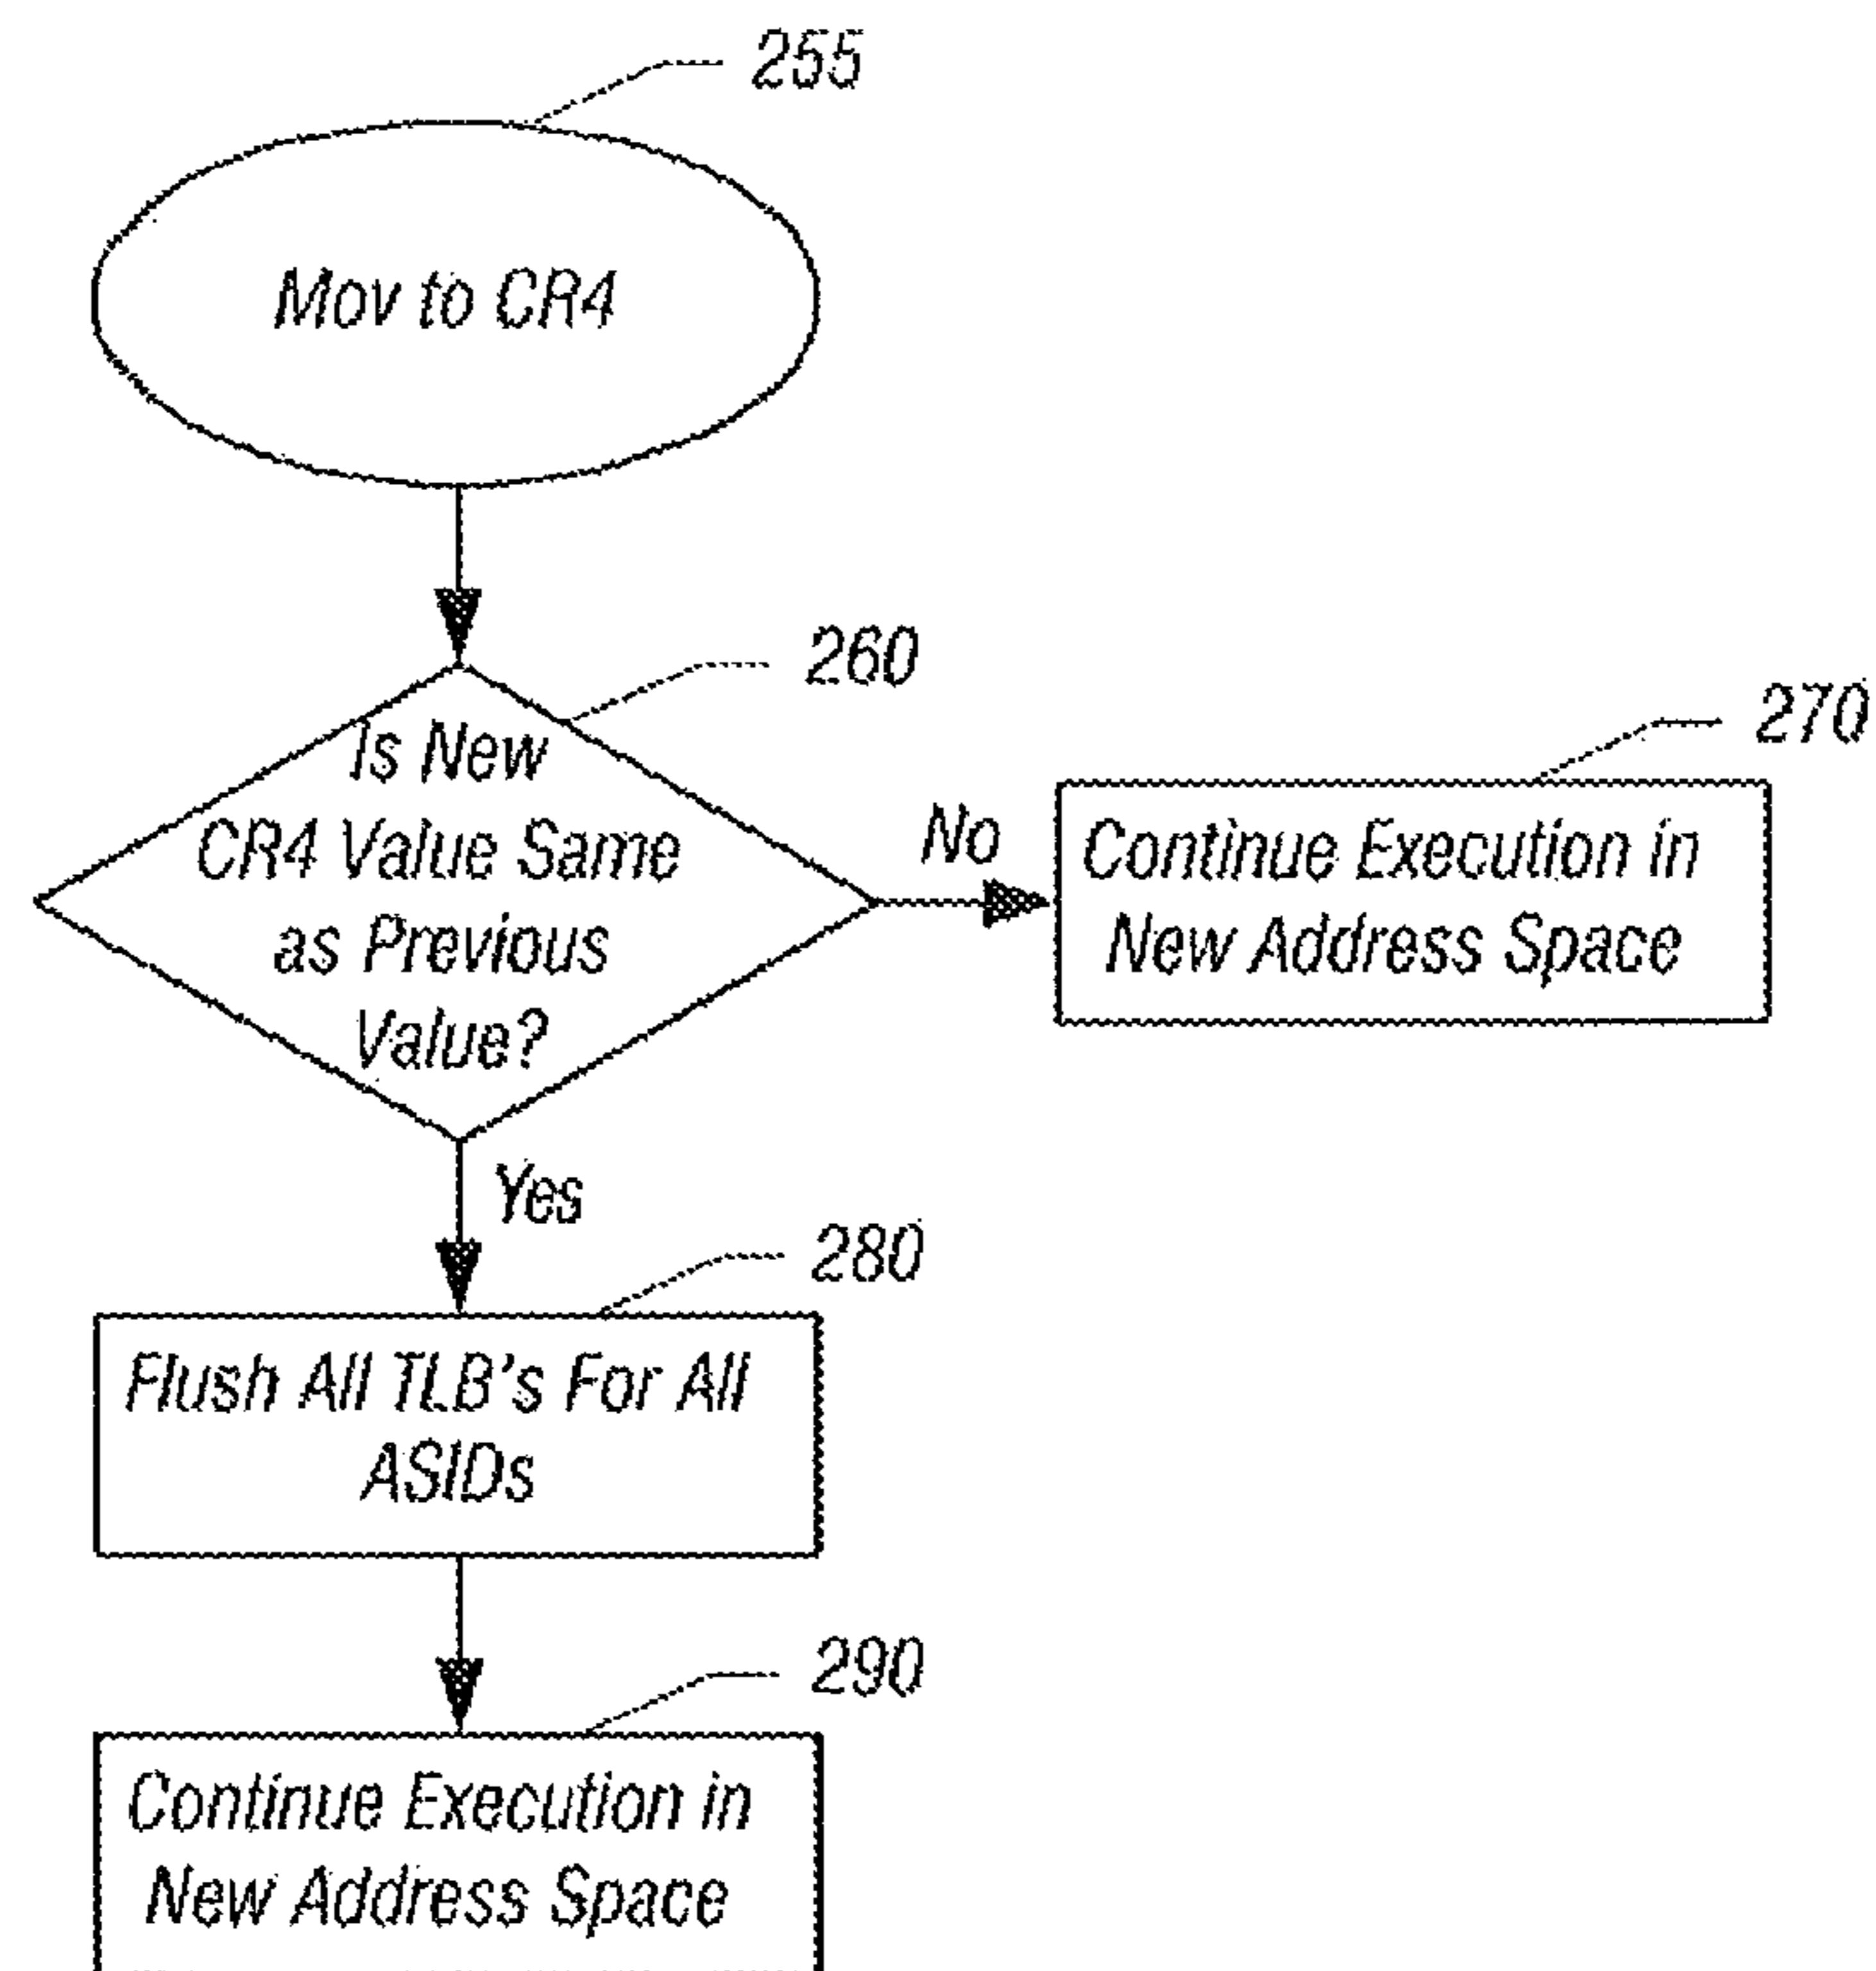 255
Mov to CR4
260
Is New
CR4 Value Same
as Previous
Value?
No
270
Continue Execution in
New Address Space
Yes
280
Flush All TLB's For All
ASIDs
290
Continue Execution in
New Address Space